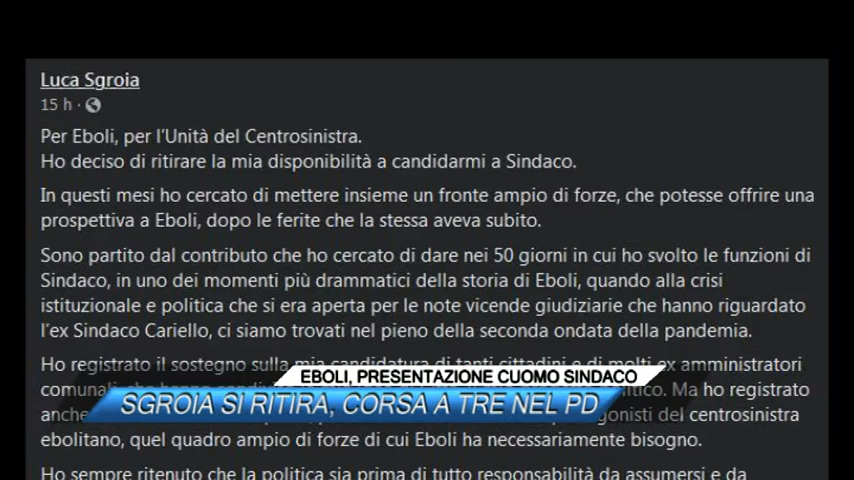 Luca Sgroia
15 h ·
Per Eboli, per l'Unità del Centrosinistra.
Ho deciso di ritirare la mia disponibilità a candidarmi a Sindaco.
In questi mesi ho cercato di mettere insieme un fronte ampio di forze, che potesse offrire una
prospettiva a Eboli, dopo le ferite che la stessa aveva subito.
Sono partito dal contributo che ho cercato di dare nei 50 giorni in cui ho svolto le funzioni di
Sindaco, in uno dei momenti più drammatici della storia di Eboli, quando alla crisi
istituzionale e politica che si era aperta per le note vicende giudiziarie che hanno riguardato
l'ex Sindaco Cariello, ci siamo trovati nel pieno della seconda ondata della pandemia.
Ho registrato il sostegno sulla mia candidatura di tanti cittadini e di molti ex amministratori
EBOLI, PRESENTAZIONE CUOMO SINDACO
Ma ho registrato
SGROIA SI RITIRA, CORSA A TRE NEL PD
del centrosinistra
ebolitano, quel quadro ampio di forze di cui Eboli ha necessariamente bisogno.
Ho sempre ritenuto che la politica sia prima di tutto responsabilità da assumersi e da